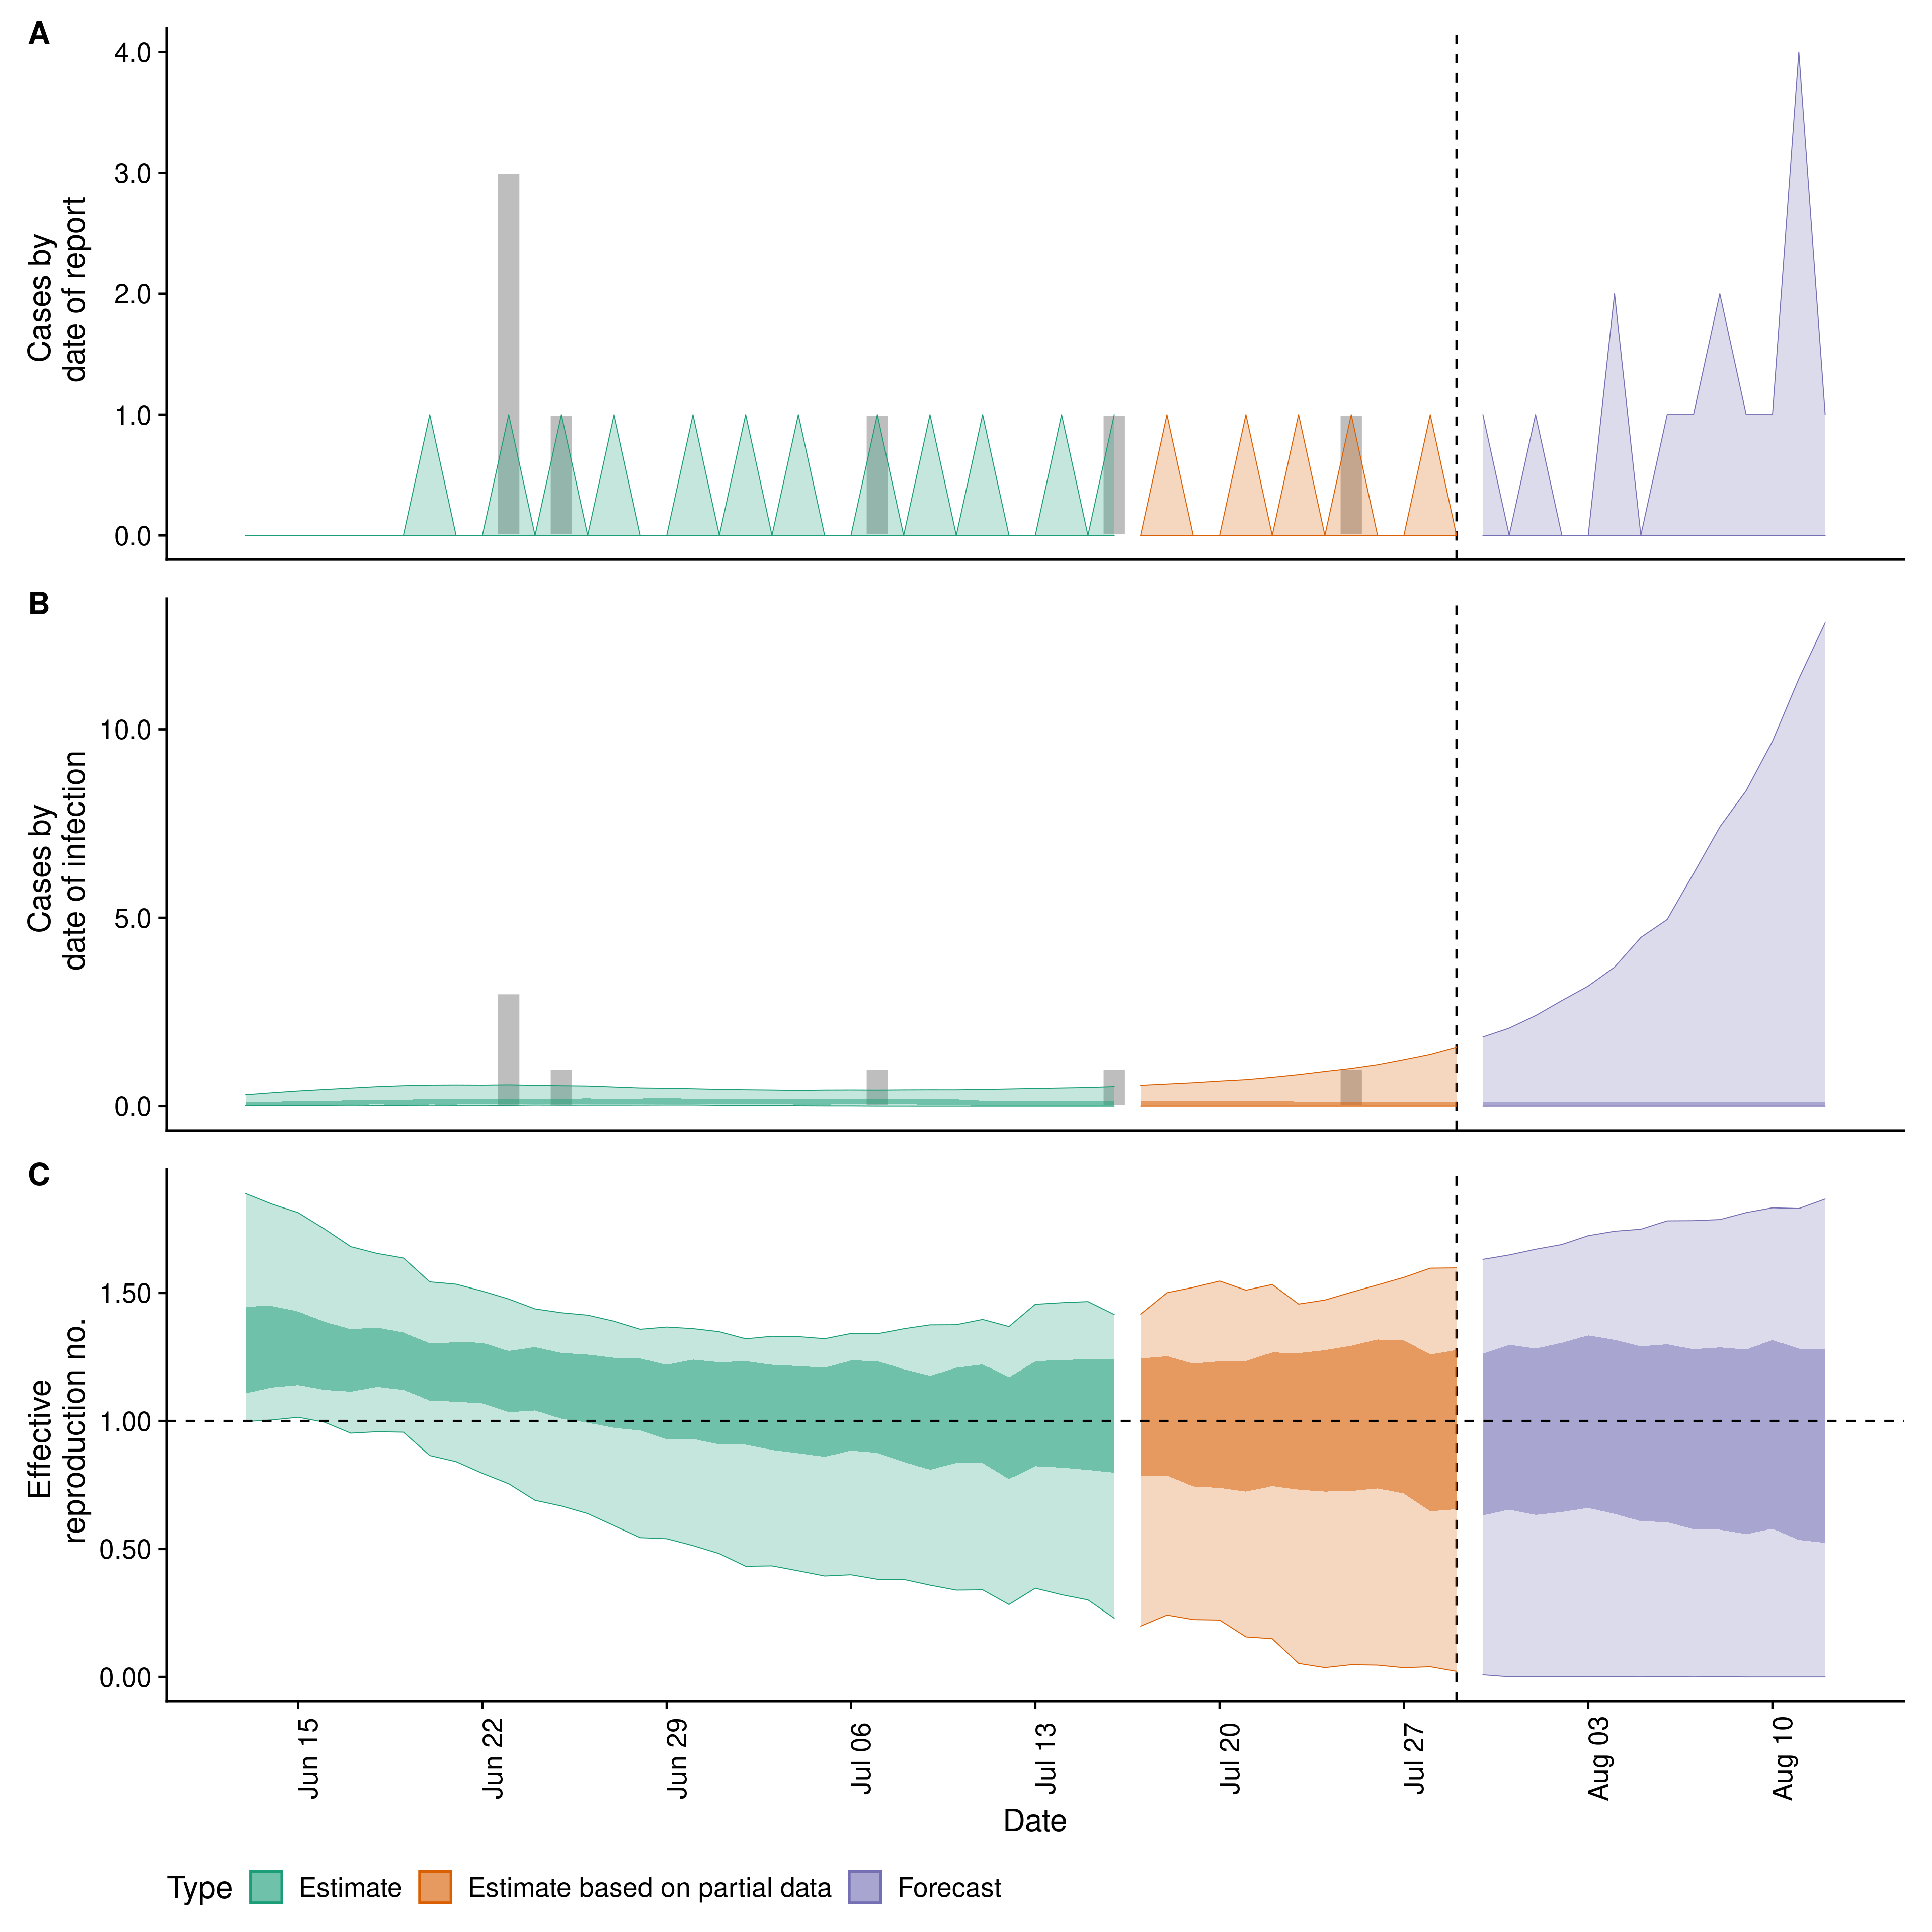 A
Cases by
date of report
4.0
3.0
2.0
1.0
0.0
B
Cases by
date of infection
10.0
5.0
0.0
C
Effective
reproduction no.
1.50
1.00
0.50
0.00
Jun 15
Jun 22
Jun 29
Jul 06
Jul 13
Jul 20
Jul 27
Aug 03
Aug 10
Date
Type Estimate Estimate based on partial data Forecast